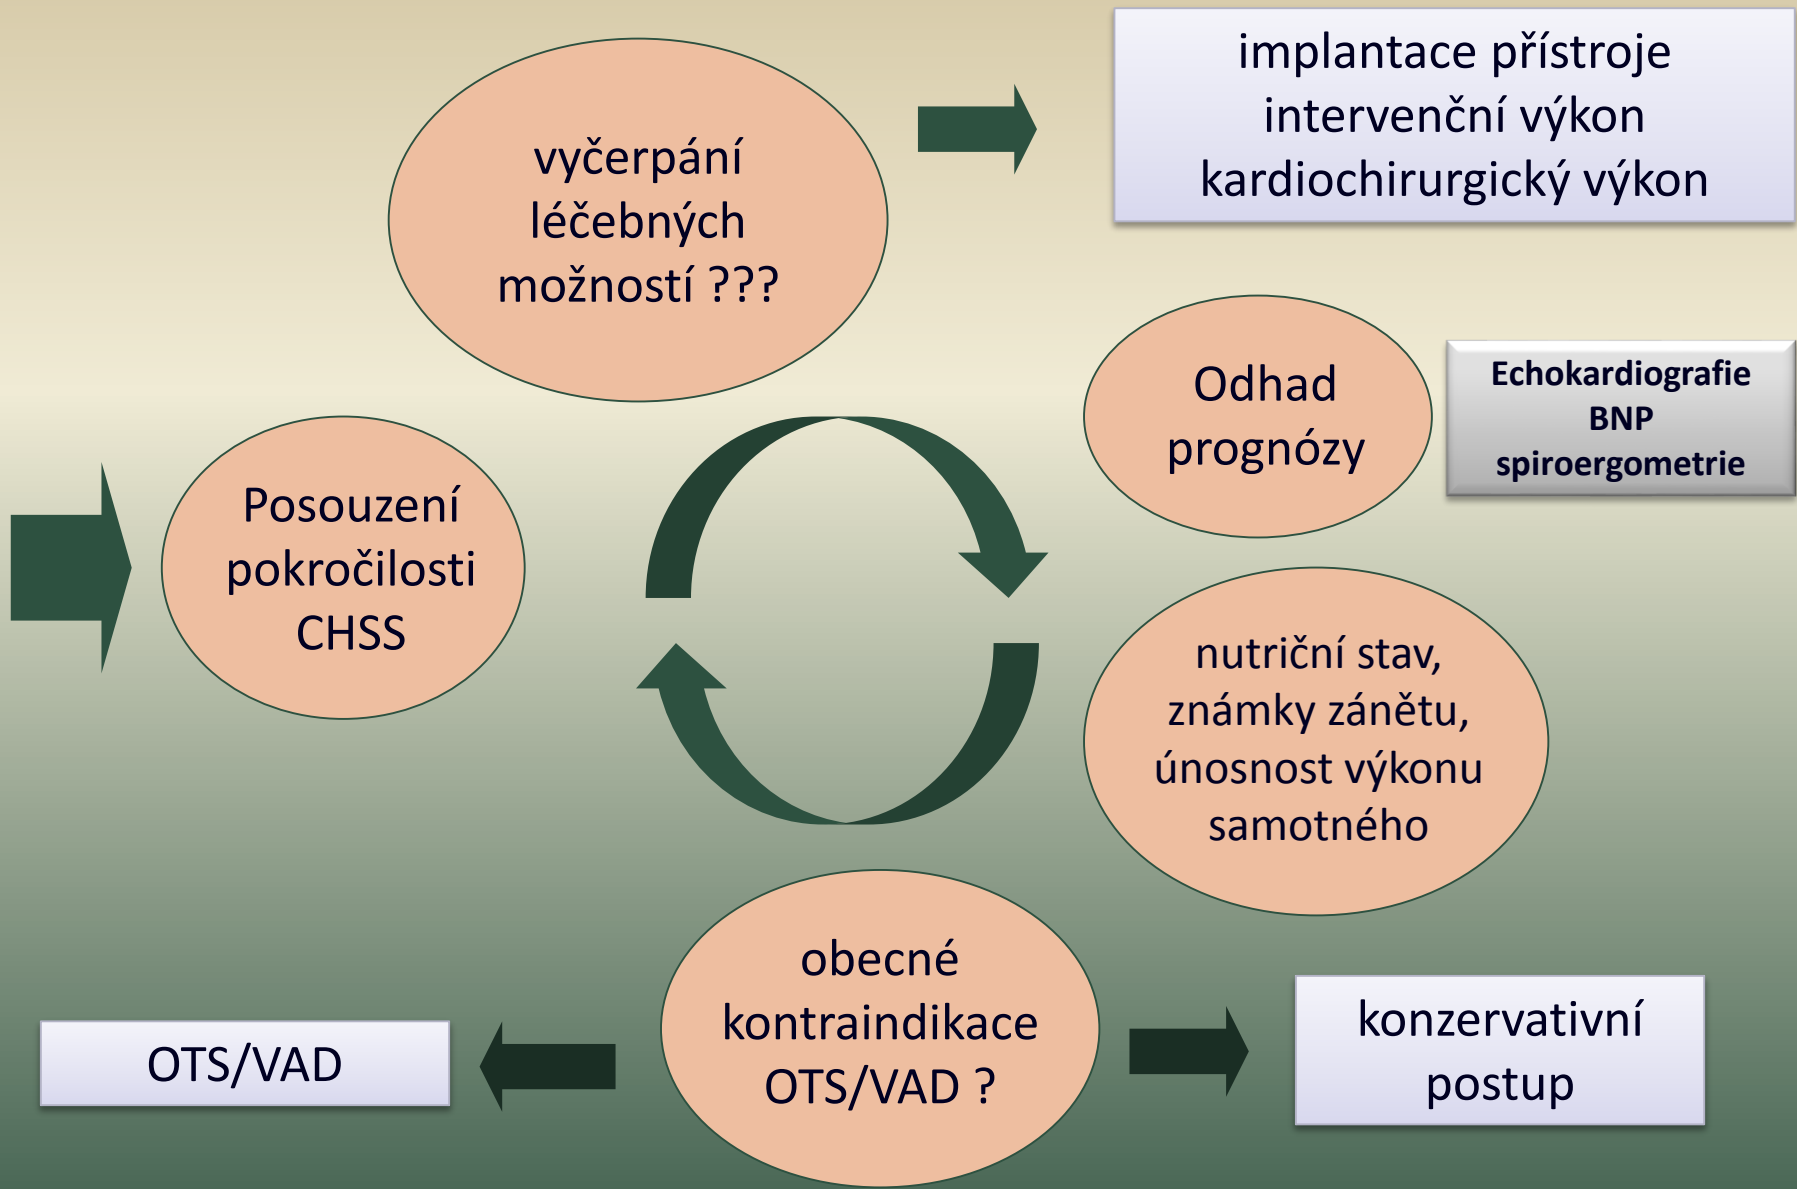 vyčerpání
léčebných
možností ???
implantace přístroje
intervenční výkon
kardiochirurgický výkon
Odhad
prognózy
Echokardiografie
BNP
spiroergometrie
Posouzení
pokročilosti
CHSS
nutriční stav,
známky zánětu,
únosnost výkonu
samotného
obecné
kontraindikace
OTS/VAD ?
OTS/VAD
konzervativní
postup